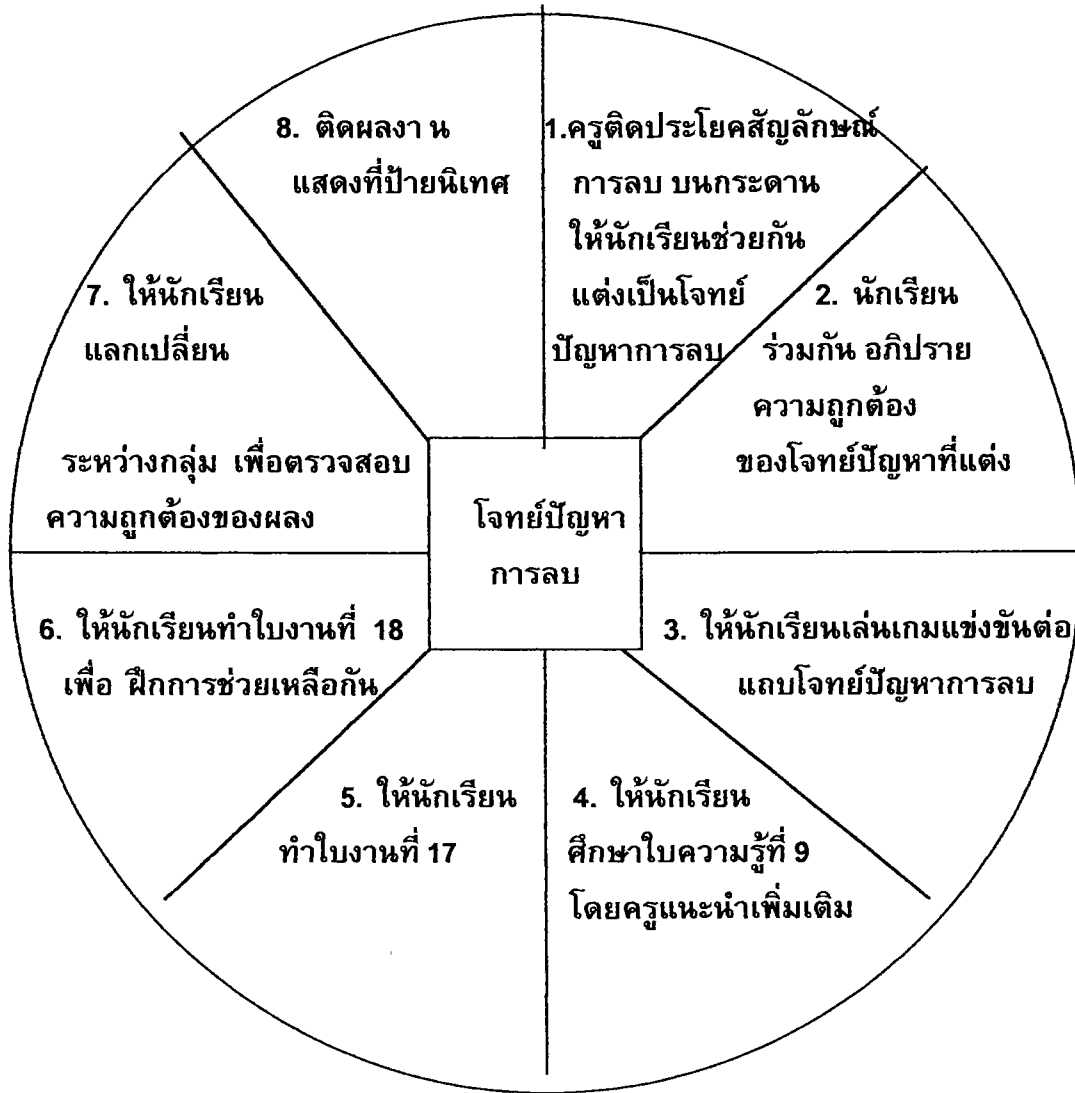 8. ติดผลงาน
แสดงที่ป้ายนิเทศ
1.ครูติดประโยคสัญลักษณ์
การลบ บนกระดาน
ให้นักเรียนช่วยกัน
แต่งเป็นโจทย์
ปัญหาการลบ
2. นักเรียน
ร่วมกัน อภิปราย
ความถูกต้อง
ของโจทย์ปัญหาที่แต่ง
7. ให้นักเรียน
แลกเปลี่ยน
ระหว่างกลุ่ม เพื่อตรวจสอบ
ความถูกต้องของผลง
โจทย์ปัญหา
การลบ
3. ให้นักเรียนเล่นเกมแข่งขันต่อ
แถบโจทย์ปัญหาการลบ
6. ให้นักเรียนทำใบงานที่ 18
เพื่อ ฝึกการช่วยเหลือกัน
5. ให้นักเรียน
ทำใบงานที่ 17
4. ให้นักเรียน
ศึกษาใบความรู้ที่ 9
โดยครูแนะนำเพิ่มเติม